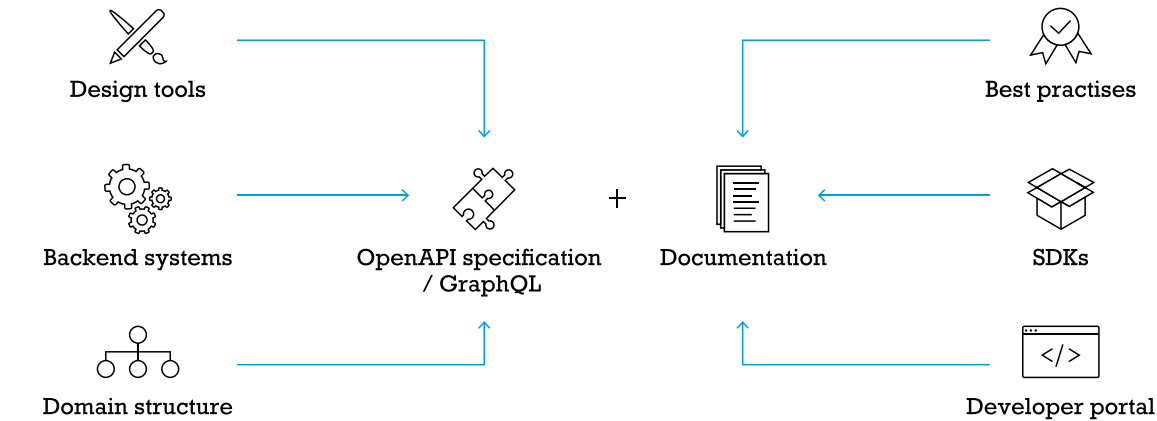 Design tools
Best practises
Backend systems
OpenAPI specification
/ GraphQL
+
Documentation
SDKs
</>
Domain structure
Developer portal